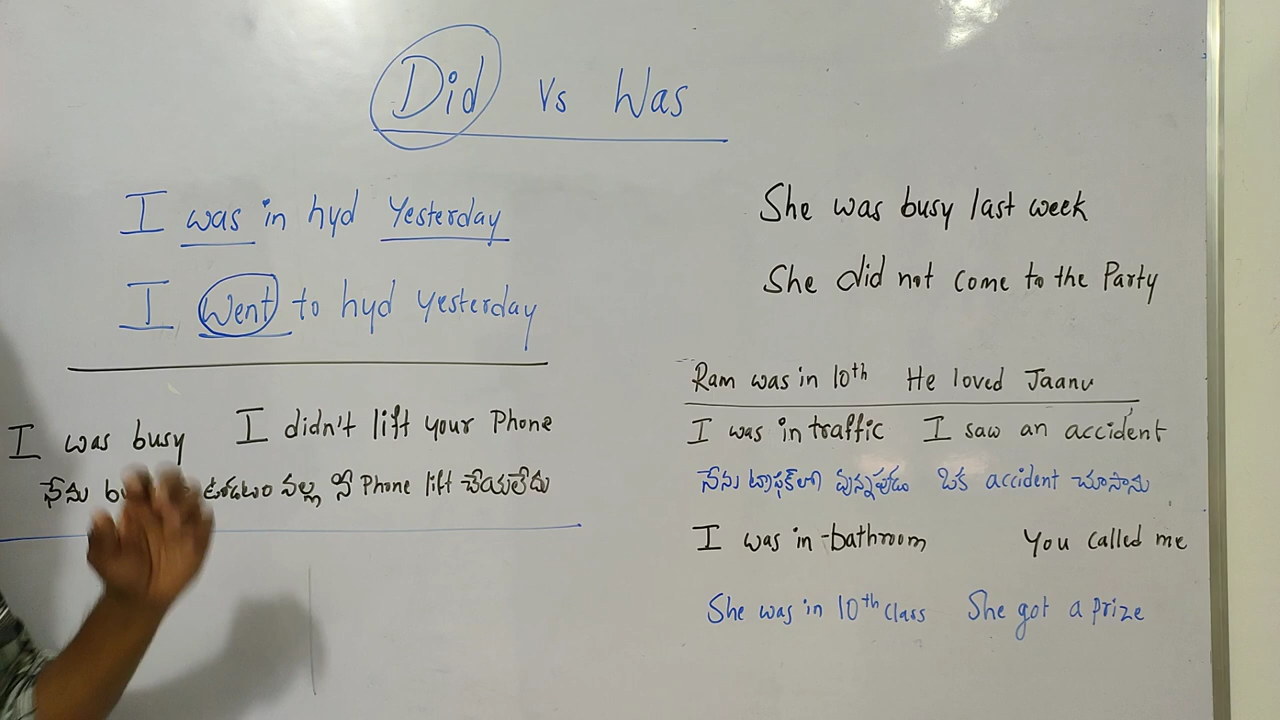 Did Vs Was
I was in hyd Yesterday
I went to hyd yesterday
I was busy I didn't lift your Phone
నేను ఉండటం వల్ల నీ Phone lift చేయలేదు
She was busy last week
She did not come to the Party
Ram was in 10th He loved Jaanu
I was in traffic I saw an accident
నేను ట్రాఫిక్‌లో వున్నపుడు ఒక accident చూసాను
I was in-bathroom You called me
She was in 10th class She got a prize